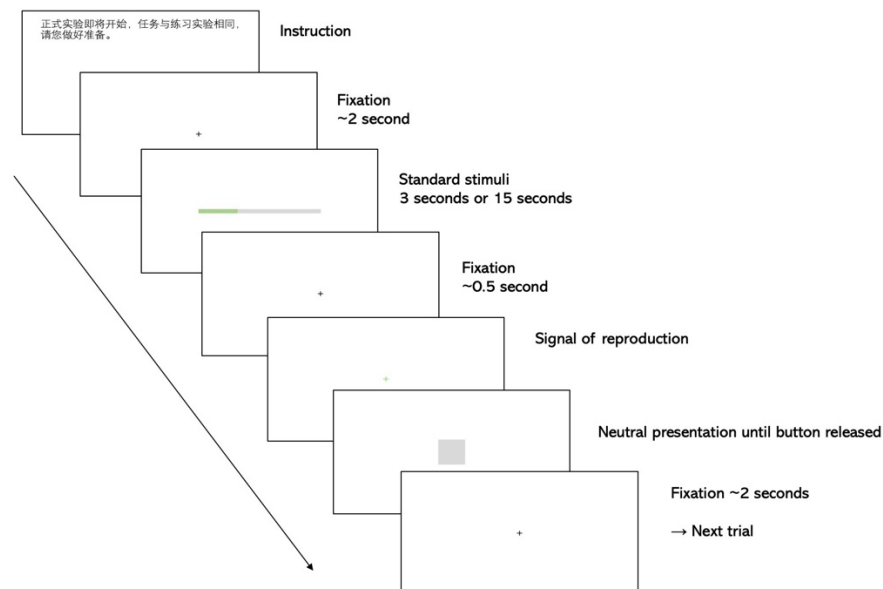 正式实验即将开始，任务与练习实验相同，
请您做好准备。
Instruction
Fixation
~2 second
Standard stimuli
3 seconds or 15 seconds
Fixation
~0.5 second
Signal of reproduction
Neutral presentation until button released
Fixation ~2 seconds
→ Next trial